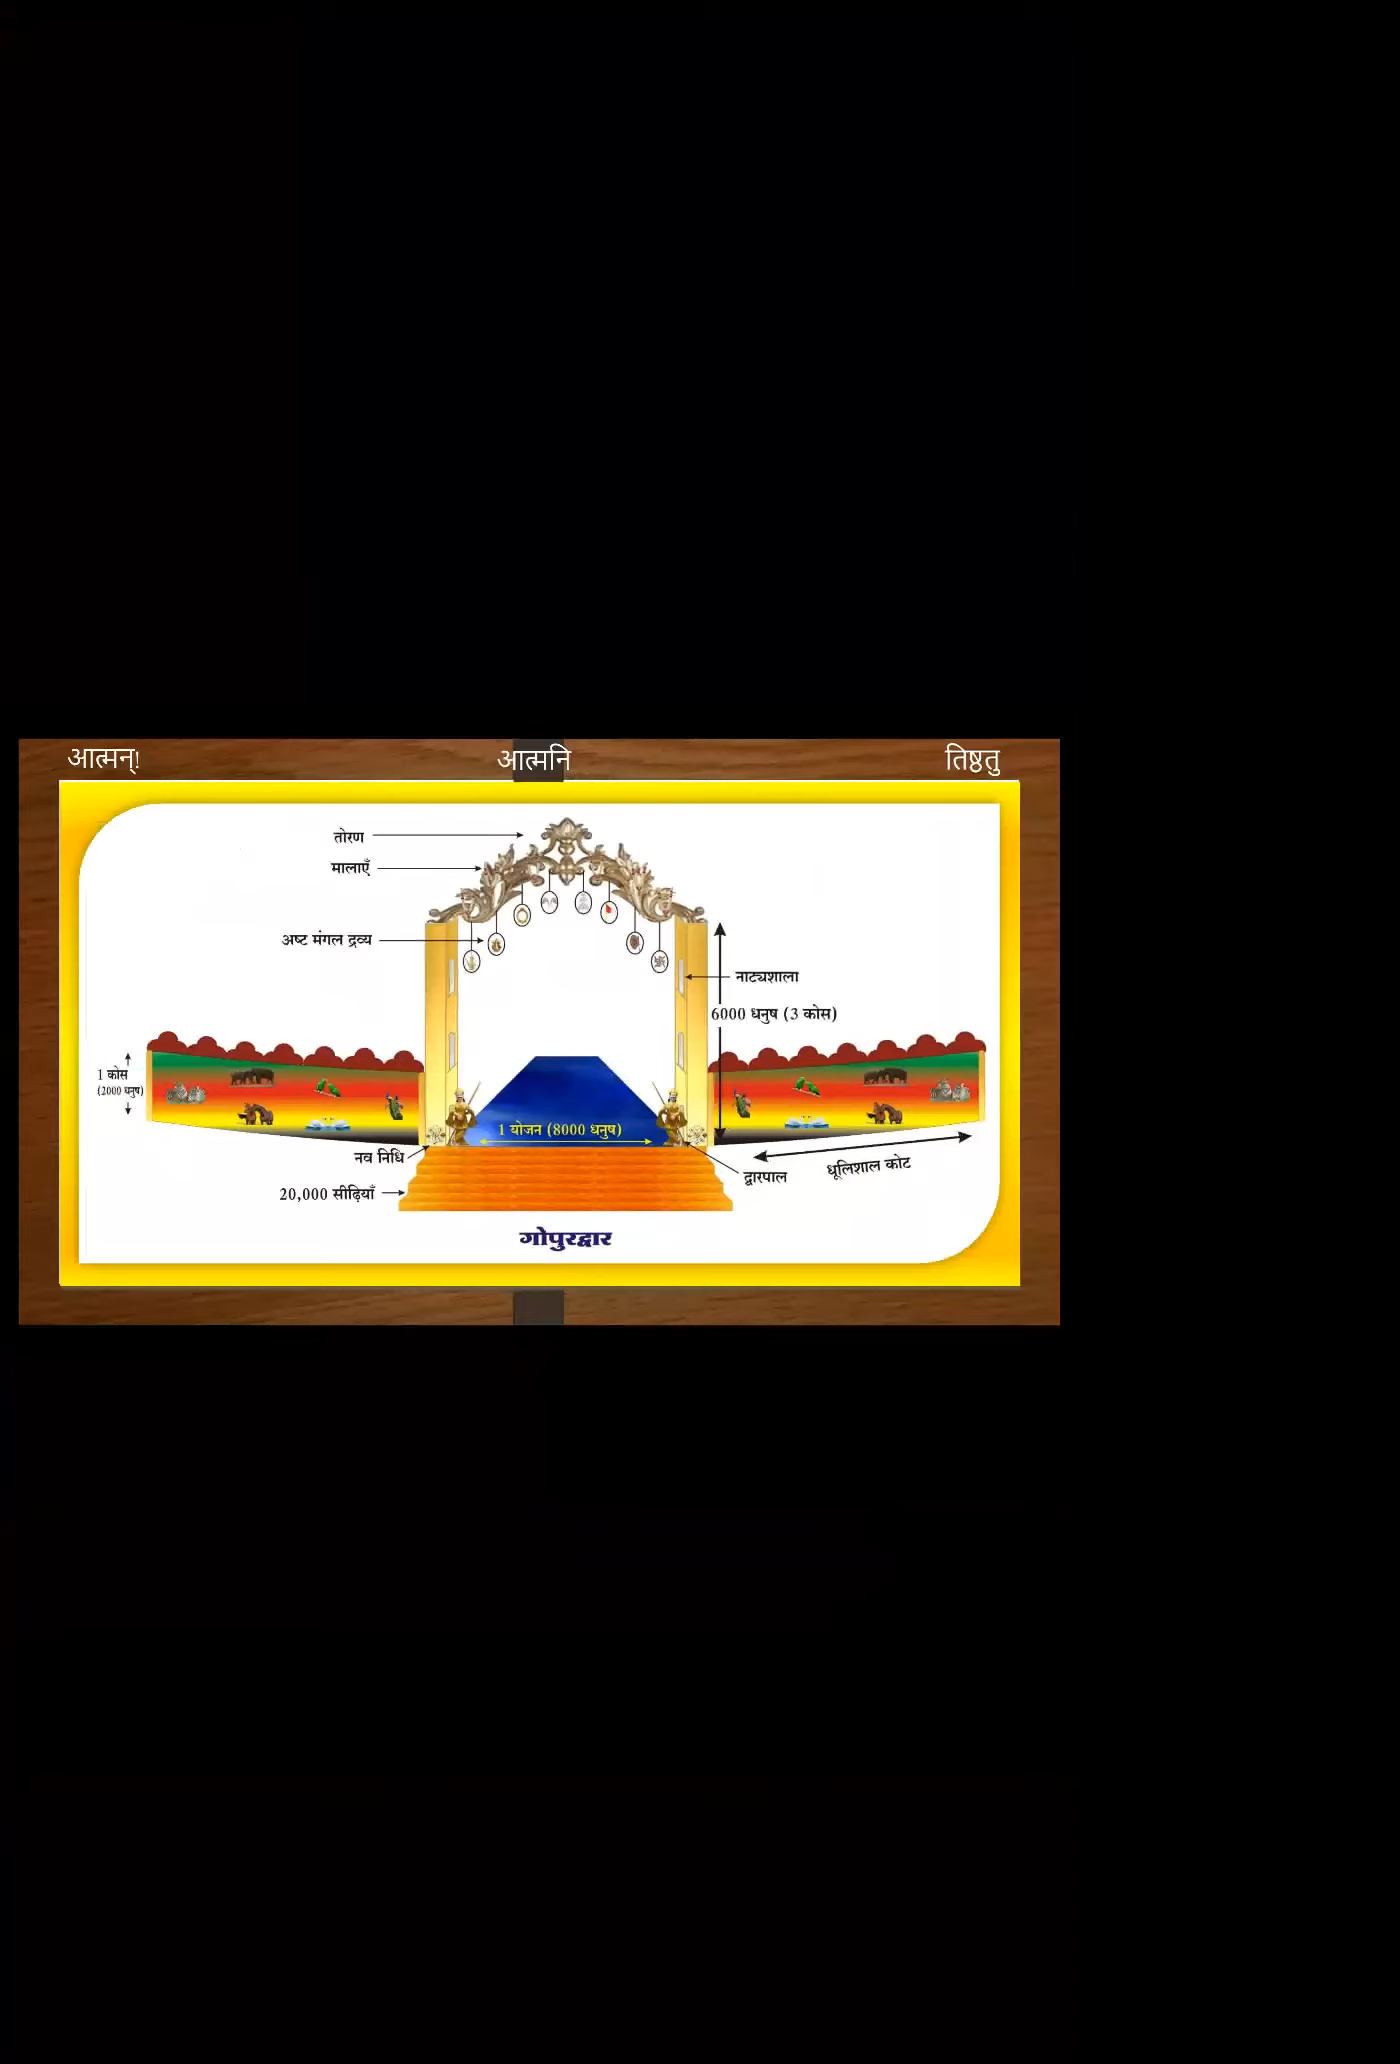 आत्मन्! आत्मनि तिष्ठतु
तोरण
मालाएँ
अष्ट मंगल द्रव्य
नाट्यशाला
6000 धनुष (3 कोस)
1 कोस
(2000 धनुष)
1 योजन (8000 धनुष)
नव निधि
द्वारपाल
धूलिशाल कोट
20,000 सीढ़ियाँ
गोपुरद्वार